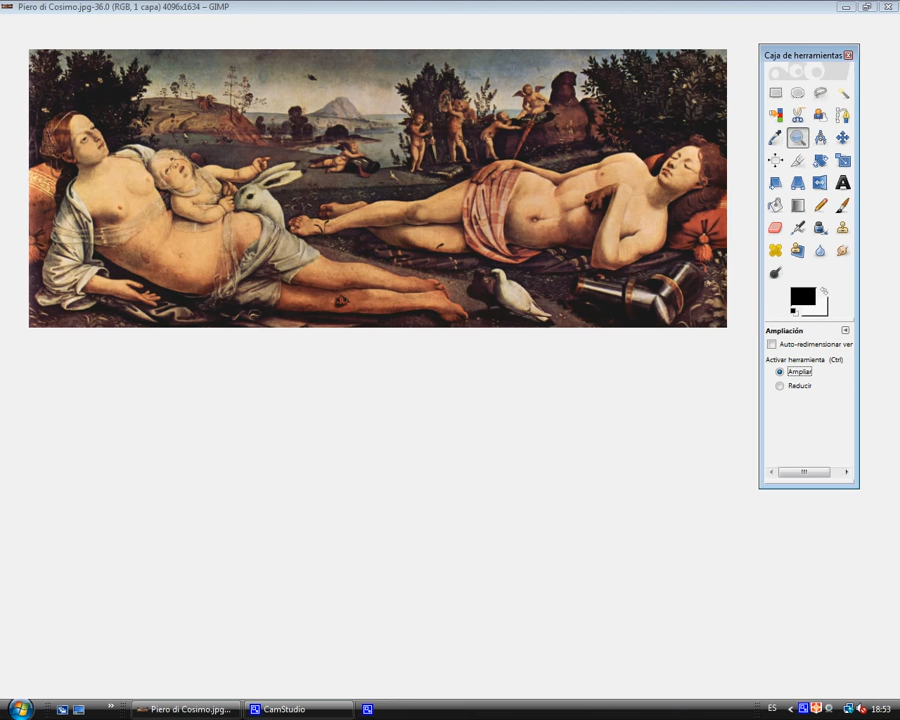 Piero di Cosimo.jpg-36.0 (RGB, 1 capa) 4096x1634 – GIMP
Caja de herramientas
Ampliación
Auto-redimensionar ver
Activar herramienta (Ctrl)
Ampliar
Reducir
Piero di Cosimo.jpg...
CamStudio
ES
18:53